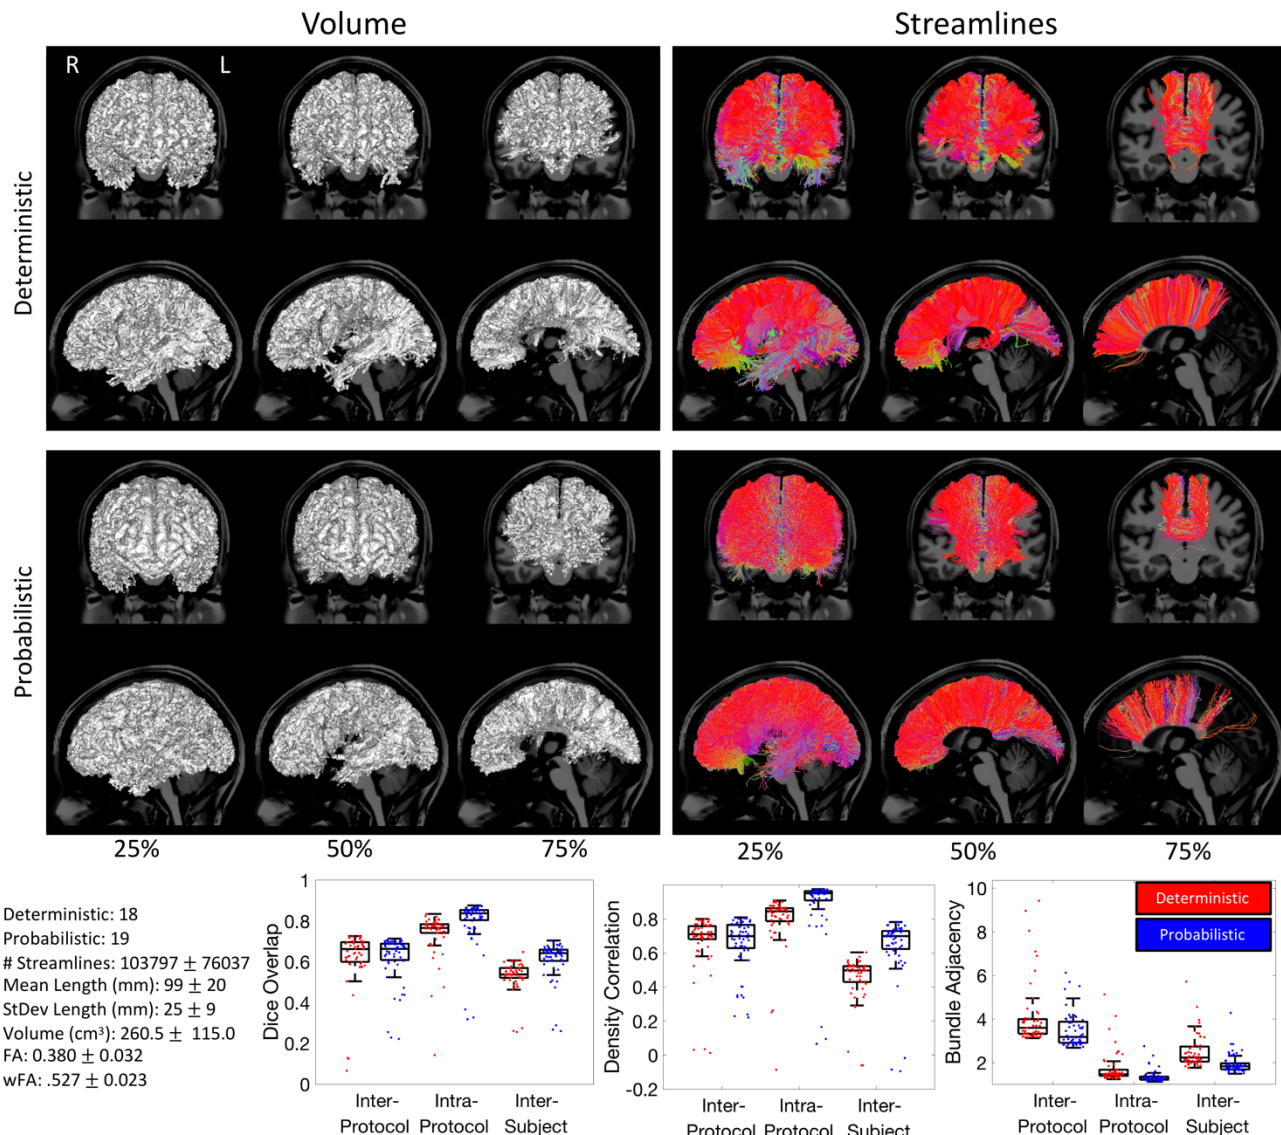 Volume
Streamlines
R
L
Deterministic
Probabilistic
25%
50%
75%
25%
50%
75%
Deterministic: 18
Probabilistic: 19
# Streamlines: 103797 ± 76037
Mean Length (mm): 99 ± 20
StDev Length (mm): 25 ± 9
Volume (cm³): 260.5 ± 115.0
FA: 0.380 ± 0.032
wFA: .527 ± 0.023
Dice Overlap
1
0.8
0.6
0.4
0.2
0
Inter-
Protocol
Intra-
Protocol
Inter-
Subject
Density Correlation
0.8
0.6
0.4
0.2
0
-0.2
Inter-
Protocol
Intra-
Protocol
Inter-
Subject
Bundle Adjacency
10
8
6
4
2
Deterministic
Probabilistic
Inter-
Protocol
Intra-
Protocol
Inter-
Subject